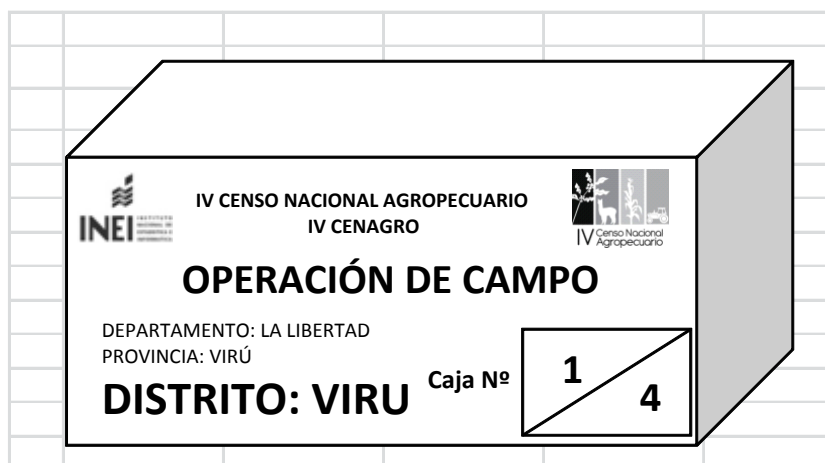 INEI
IV CENSO NACIONAL AGROPECUARIO
IV CENAGRO
IV Censo Nacional
Agropecuario
OPERACIÓN DE CAMPO
DEPARTAMENTO: LA LIBERTAD
PROVINCIA: VIRÚ
DISTRITO: VIRU
Caja Nº
1
4